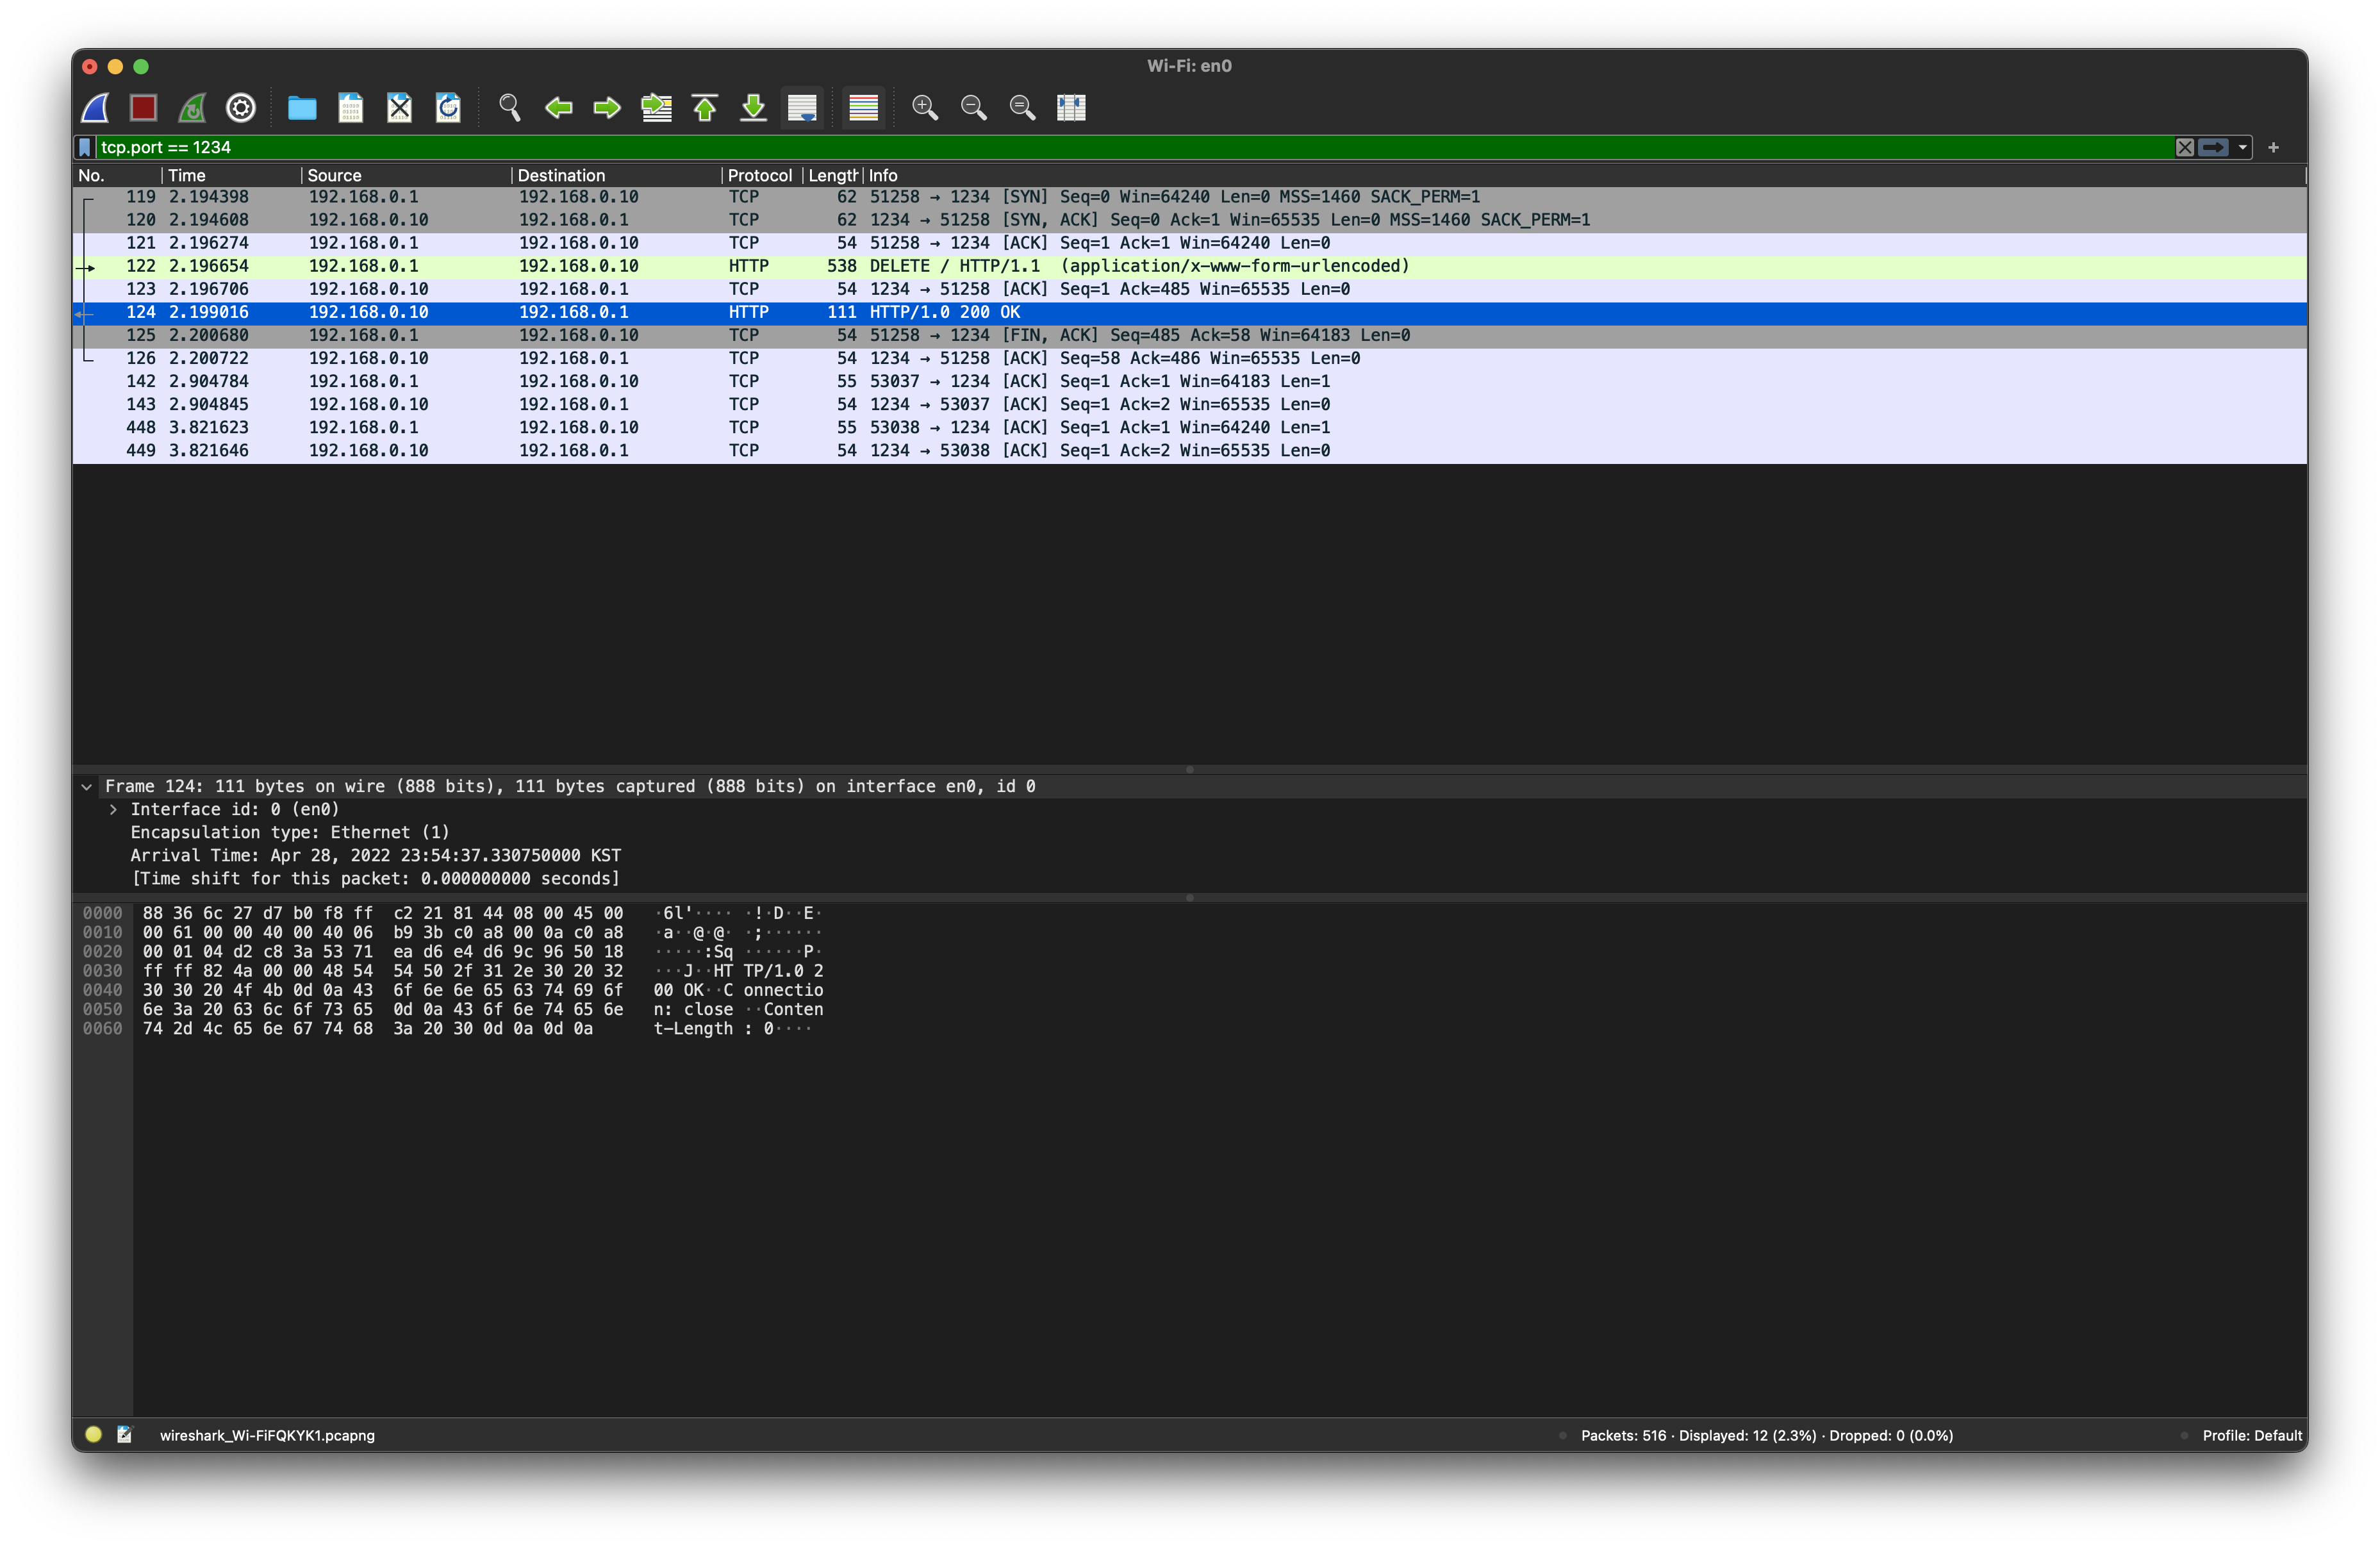 Wi-Fi: en0
tcp.port == 1234
No. Time Source Destination Protocol Length Info
119 2.194398 192.168.0.1 192.168.0.10 TCP 62 51258 → 1234 [SYN] Seq=0 Win=64240 Len=0 MSS=1460 SACK_PERM=1
120 2.194608 192.168.0.10 192.168.0.1 TCP 62 1234 → 51258 [SYN, ACK] Seq=0 Ack=1 Win=65535 Len=0 MSS=1460 SACK_PERM=1
121 2.196274 192.168.0.1 192.168.0.10 TCP 54 51258 → 1234 [ACK] Seq=1 Ack=1 Win=64240 Len=0
122 2.196654 192.168.0.1 192.168.0.10 HTTP 538 DELETE / HTTP/1.1  (application/x-www-form-urlencoded)
123 2.196706 192.168.0.10 192.168.0.1 TCP 54 1234 → 51258 [ACK] Seq=1 Ack=485 Win=65535 Len=0
124 2.199016 192.168.0.10 192.168.0.1 HTTP 111 HTTP/1.0 200 OK
125 2.200680 192.168.0.1 192.168.0.10 TCP 54 51258 → 1234 [FIN, ACK] Seq=485 Ack=58 Win=64183 Len=0
126 2.200722 192.168.0.10 192.168.0.1 TCP 54 1234 → 51258 [ACK] Seq=58 Ack=486 Win=65535 Len=0
142 2.904784 192.168.0.1 192.168.0.10 TCP 55 53037 → 1234 [ACK] Seq=1 Ack=1 Win=64183 Len=1
143 2.904845 192.168.0.10 192.168.0.1 TCP 54 1234 → 53037 [ACK] Seq=1 Ack=2 Win=65535 Len=0
448 3.821623 192.168.0.1 192.168.0.10 TCP 55 53038 → 1234 [ACK] Seq=1 Ack=1 Win=64240 Len=1
449 3.821646 192.168.0.10 192.168.0.1 TCP 54 1234 → 53038 [ACK] Seq=1 Ack=2 Win=65535 Len=0
Frame 124: 111 bytes on wire (888 bits), 111 bytes captured (888 bits) on interface en0, id 0
Interface id: 0 (en0)
Encapsulation type: Ethernet (1)
Arrival Time: Apr 28, 2022 23:54:37.330750000 KST
[Time shift for this packet: 0.000000000 seconds]
0000 88 36 6c 27 d7 b0 f8 ff c2 21 81 44 08 00 45 00 ·6l'···· ·!·D··E·
0010 00 61 00 00 40 00 40 06 b9 3b c0 a8 00 0a c0 a8 ·a··@·@· ·;······
0020 00 01 04 d2 c8 3a 53 71 ea d6 e4 d6 9c 96 50 18 ·····:Sq ······P·
0030 ff ff 82 4a 00 00 48 54 54 50 2f 31 2e 30 20 32 ···J··HT TP/1.0 2
0040 30 30 20 4f 4b 0d 0a 43 6f 6e 6e 65 63 74 69 6f 00 OK··C onnectio
0050 6e 3a 20 63 6c 6f 73 65 0d 0a 43 6f 6e 74 65 6e n: close ··Conten
0060 74 2d 4c 65 6e 67 74 68 3a 20 30 0d 0a 0d 0a t-Length : 0····
wireshark_Wi-FiFQKYK1.pcapng Packets: 516 · Displayed: 12 (2.3%) · Dropped: 0 (0.0%) Profile: Default